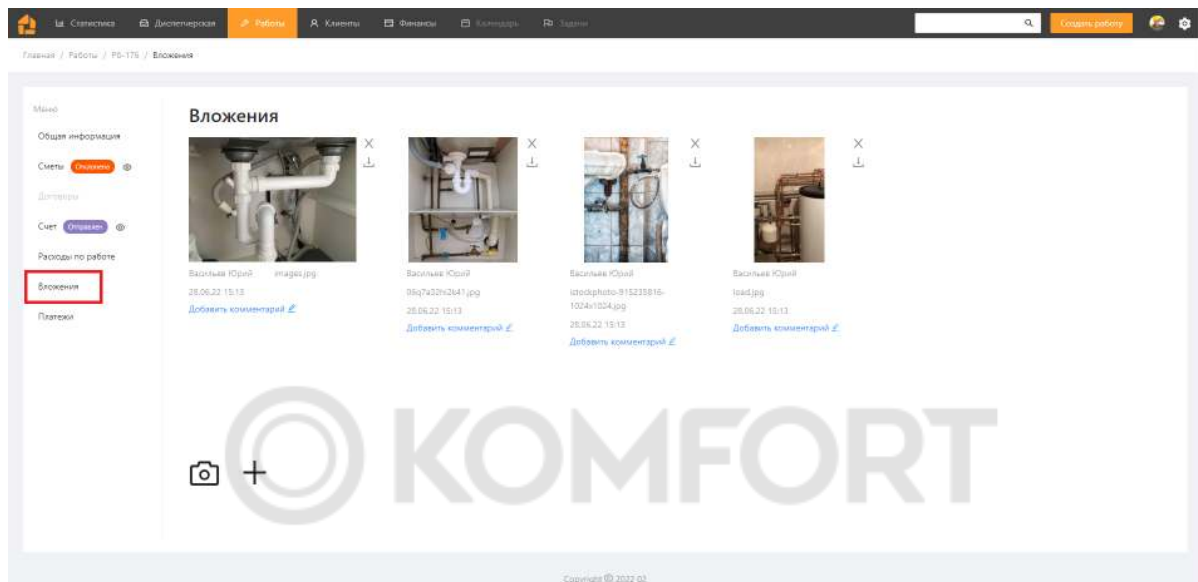 Статистика Диспетчерская Работы Клиенты Финансы Календарь Задачи Создать работу
Главная / Работы / РБ-176 / Вложения
Меню
Общая информация
Сметы Отклонено
Договоры
Счет Отправлен
Расходы по работе
Вложения
Платежи
Вложения
Васильев Юрий images.jpg
28.06.22 15:13
Добавить комментарий
Васильев Юрий
28.06.22 15:13
Добавить комментарий
Васильев Юрий
istockphoto-915235816-
1024x1024.jpg
28.06.22 15:13
Добавить комментарий
Васильев Юрий
load.jpg
28.06.22 15:13
Добавить комментарий
KOMFORT
Copyright © 2022